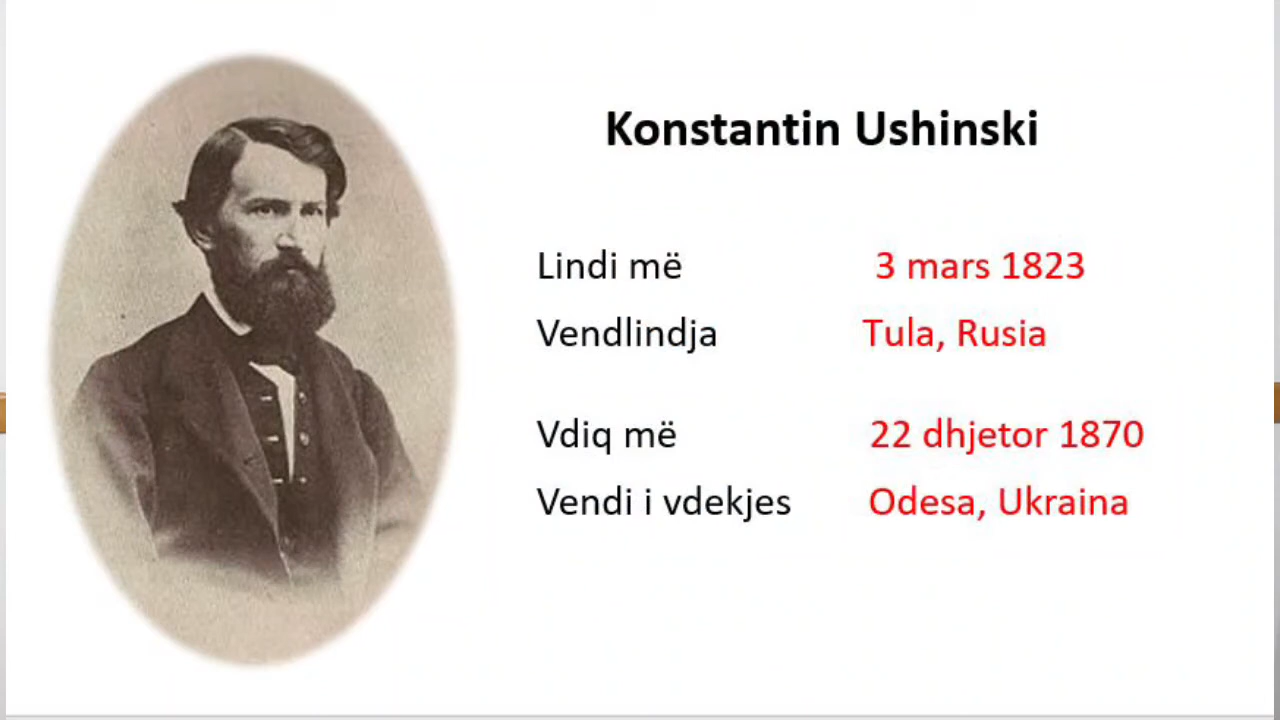 Konstantin Ushinski
Lindi më 3 mars 1823
Vendlindja Tula, Rusia
Vdiq më 22 dhjetor 1870
Vendi i vdekjes Odesa, Ukraina